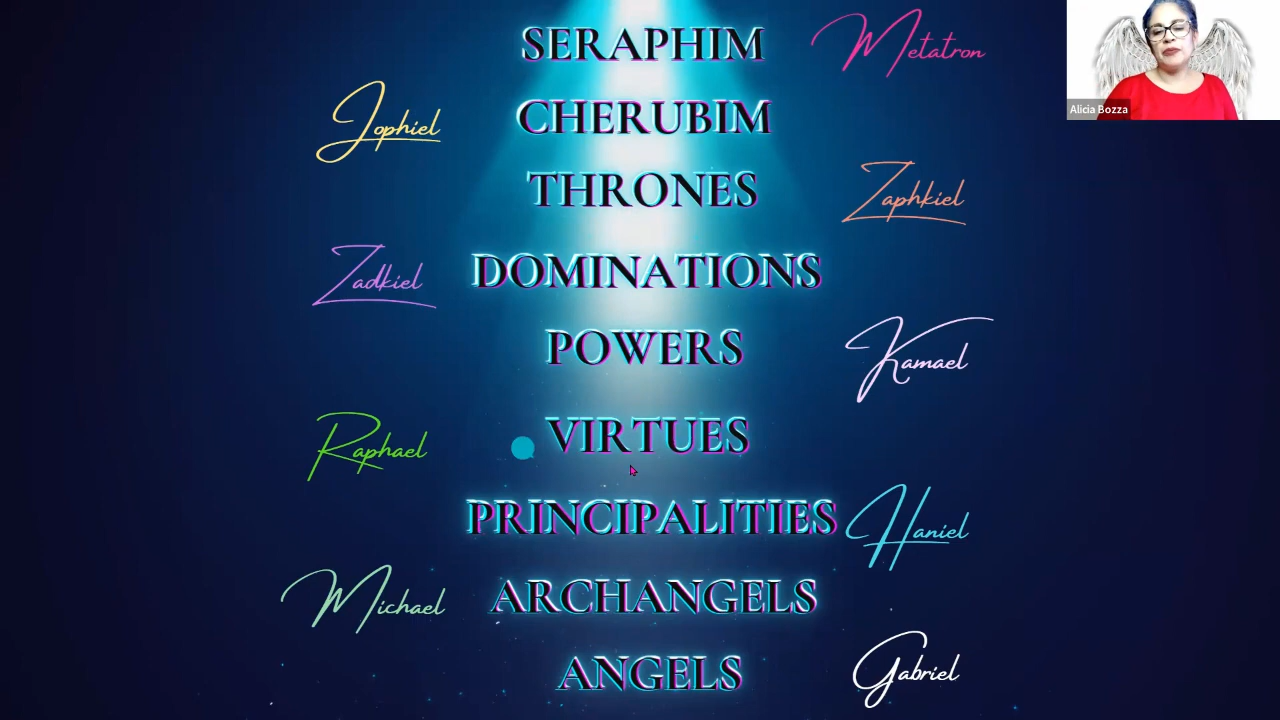 SERAPHIM
Metatron
Alicia Bozza
Jophiel
CHERUBIM
THRONES
Zaphkiel
Zadkiel
DOMINATIONS
POWERS
Kamael
Raphael
VIRTUES
PRINCIPALITIES
Haniel
Michael
ARCHANGELS
ANGELS
Gabriel